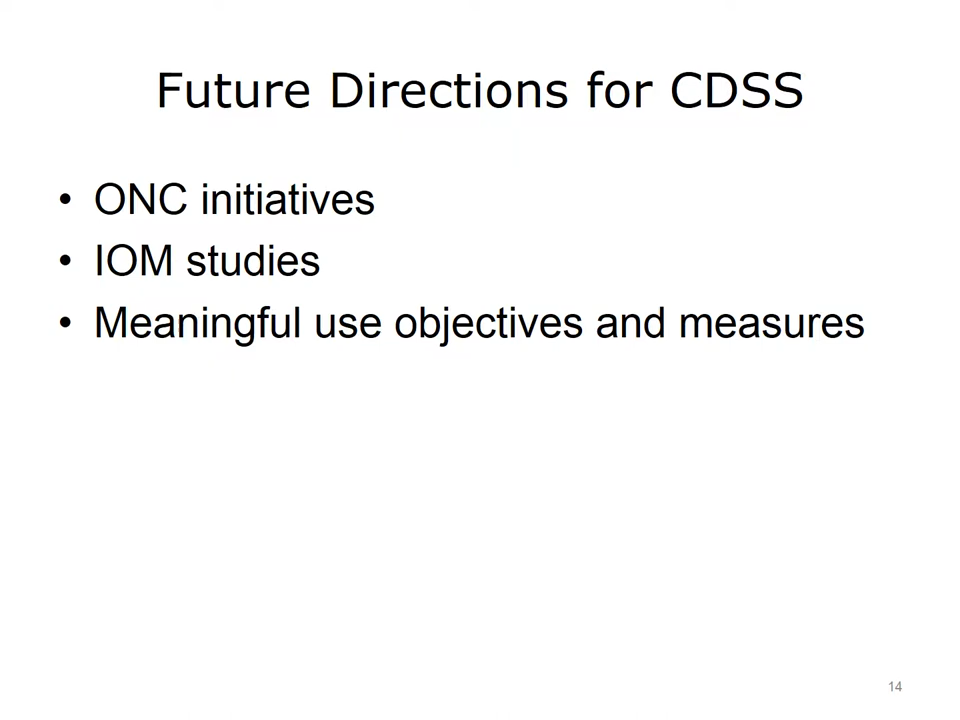 Future Directions for CDSS
• ONC initiatives
• IOM studies
• Meaningful use objectives and measures
14